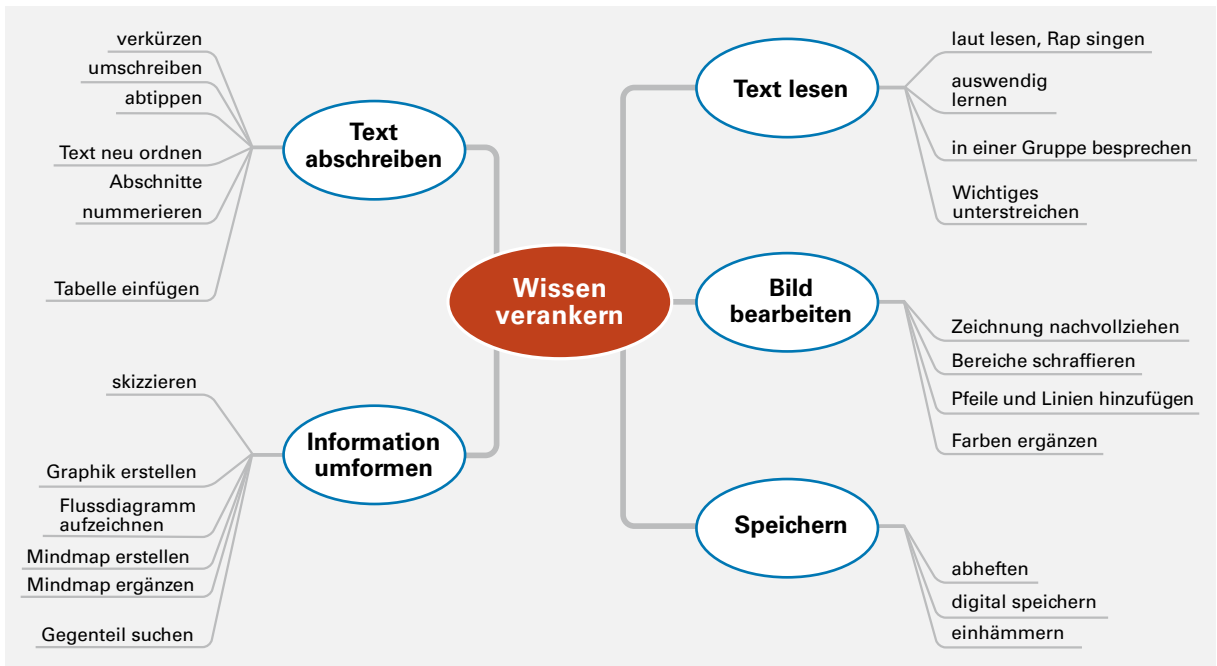 verkürzen
umschreiben
abtippen
Text neu ordnen
Abschnitte
nummerieren
Tabelle einfügen
Text
abschreiben
skizzieren
Graphik erstellen
Flussdiagramm
aufzeichnen
Mindmap erstellen
Mindmap ergänzen
Gegenteil suchen
Information
umformen
Wissen
verankern
Text lesen
laut lesen, Rap singen
auswendig
lernen
in einer Gruppe besprechen
Wichtiges
unterstreichen
Bild
bearbeiten
Zeichnung nachvollziehen
Bereiche schraffieren
Pfeile und Linien hinzufügen
Farben ergänzen
Speichern
abheften
digital speichern
einhämmern